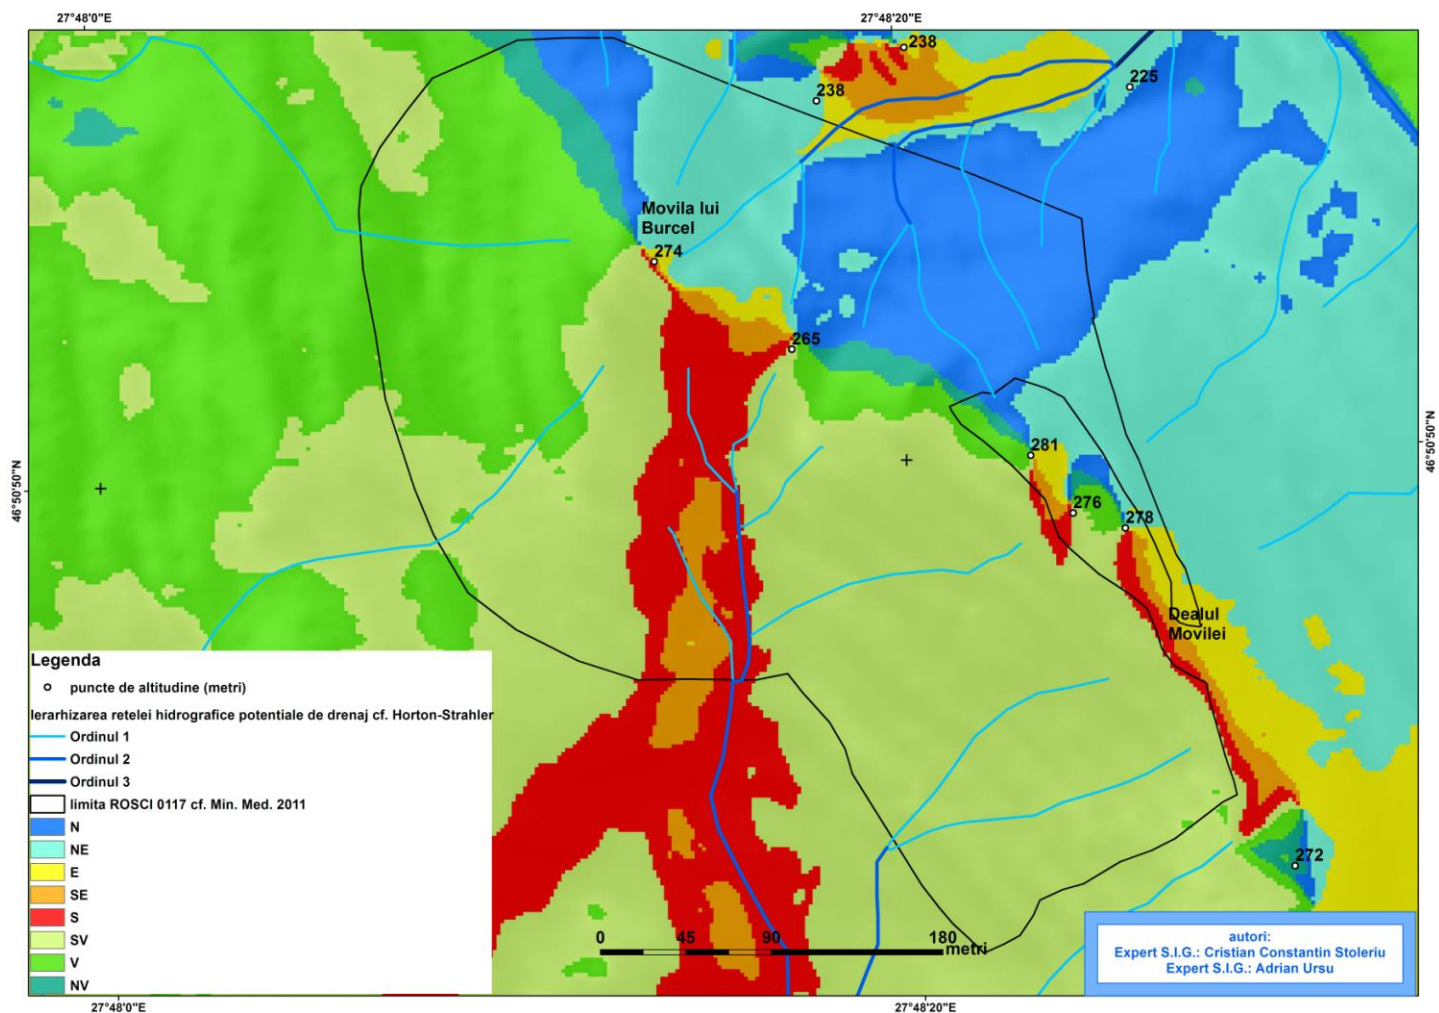 27°48'0"E
27°48'20"E
238
238
225
Movila lui
Burcel
274
265
46°50'50"N
46°50'50"N
281
276
278
Dealul
Movilei
272
Legenda
puncte de altitudine (metri)
Ierarhizarea retelei hidrografice potentiale de drenaj cf. Horton-Strahler
Ordinul 1
Ordinul 2
Ordinul 3
limita ROSCI 0117 cf. Min. Med. 2011
N
NE
E
SE
S
SV
V
NV
0 45 90 180
metri
autori:
Expert S.I.G.: Cristian Constantin Stoleriu
Expert S.I.G.: Adrian Ursu
27°48'0"E
27°48'20"E